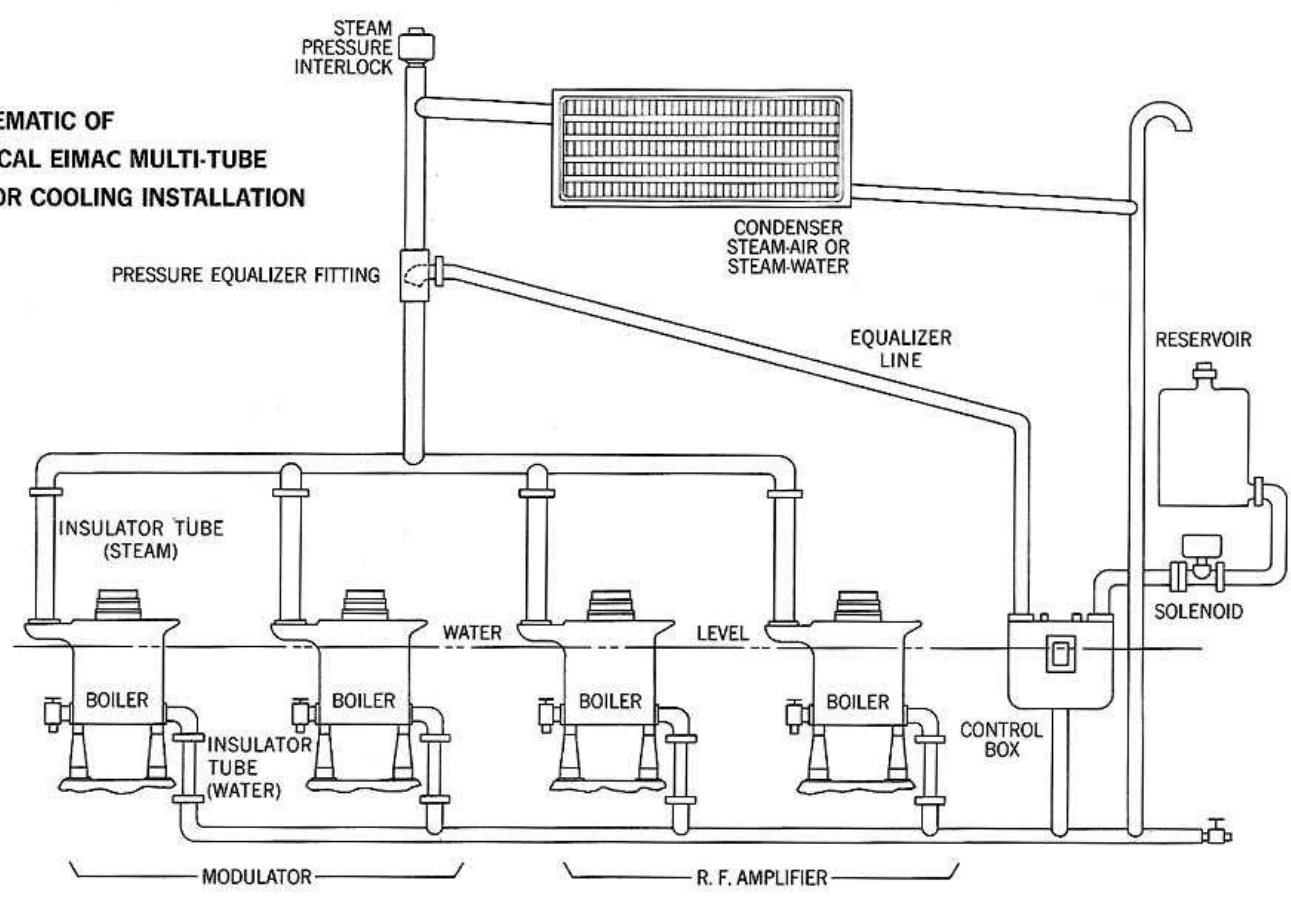 STEAM
PRESSURE
INTERLOCK
EMATIC OF
CAL EIMAC MULTI-TUBE
OR COOLING INSTALLATION
CONDENSER
STEAM-AIR OR
STEAM-WATER
PRESSURE EQUALIZER FITTING
EQUALIZER
LINE
RESERVOIR
INSULATOR TUBE
(STEAM)
SOLENOID
WATER LEVEL
BOILER
BOILER
BOILER
BOILER
INSULATOR
TUBE
(WATER)
CONTROL
BOX
MODULATOR
R. F. AMPLIFIER